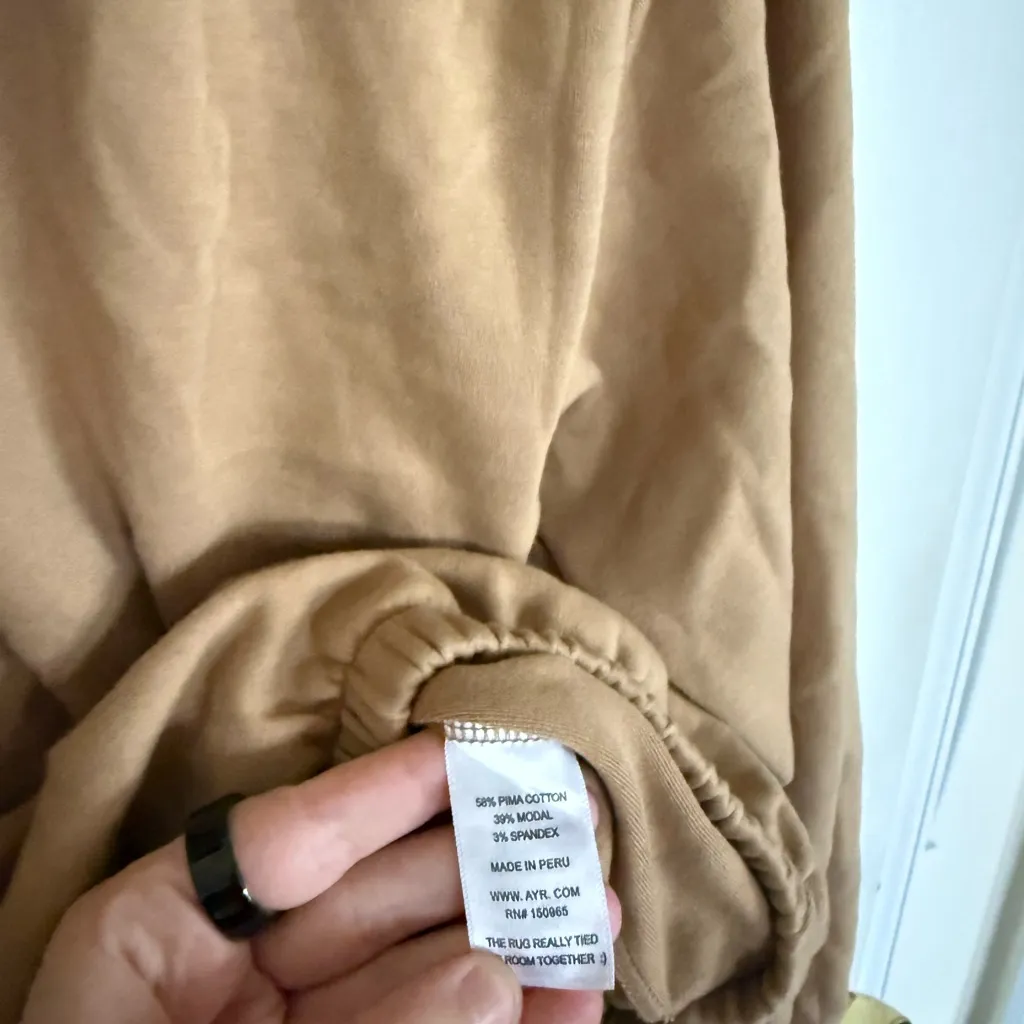 58% PIMA COTTON
39% MODAL
3% SPANDEX
MADE IN PERU
WWW. AYR. COM
RN# 150965
THE RUG REALLY TIED
ROOM TOGETHER :)